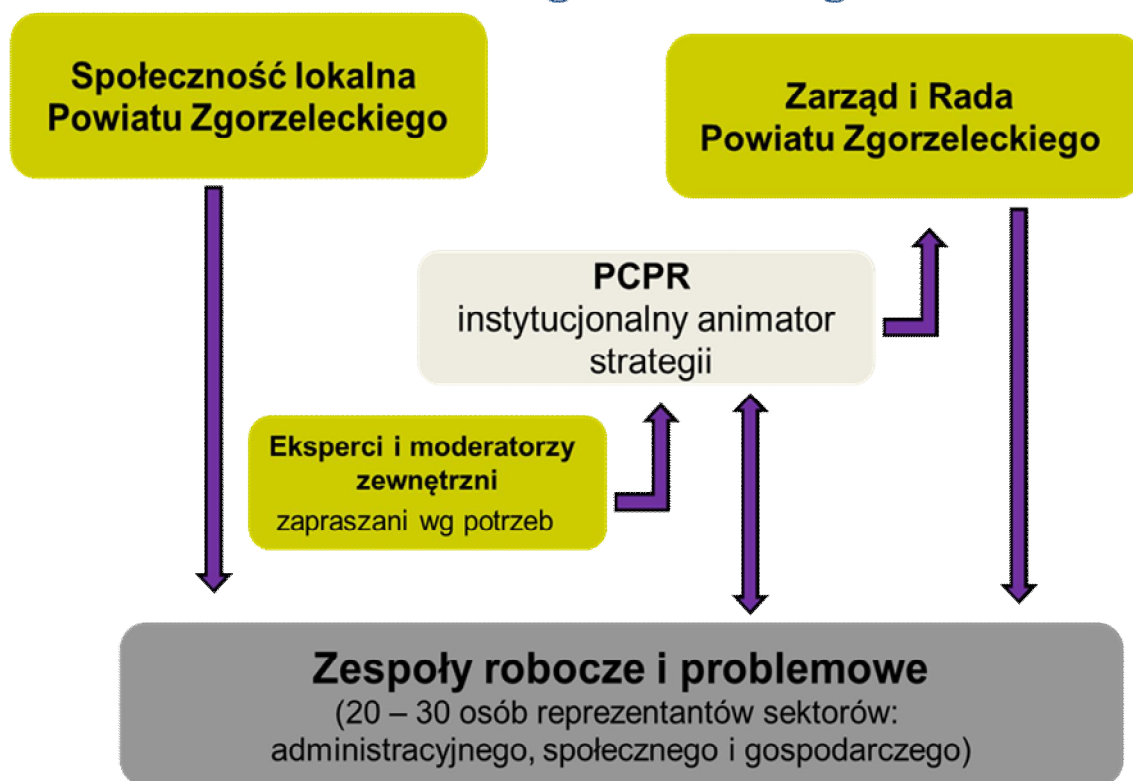 Społeczność lokalna
Powiatu Zgorzeleckiego
Zarząd i Rada
Powiatu Zgorzeleckiego
PCPR
instytucjonalny animator
strategii
Eksperci i moderatorzy
zewnętrzni
zapraszani wg potrzeb
Zespoły robocze i problemowe
(20 – 30 osób reprezentantów sektorów:
administracyjnego, społecznego i gospodarczego)